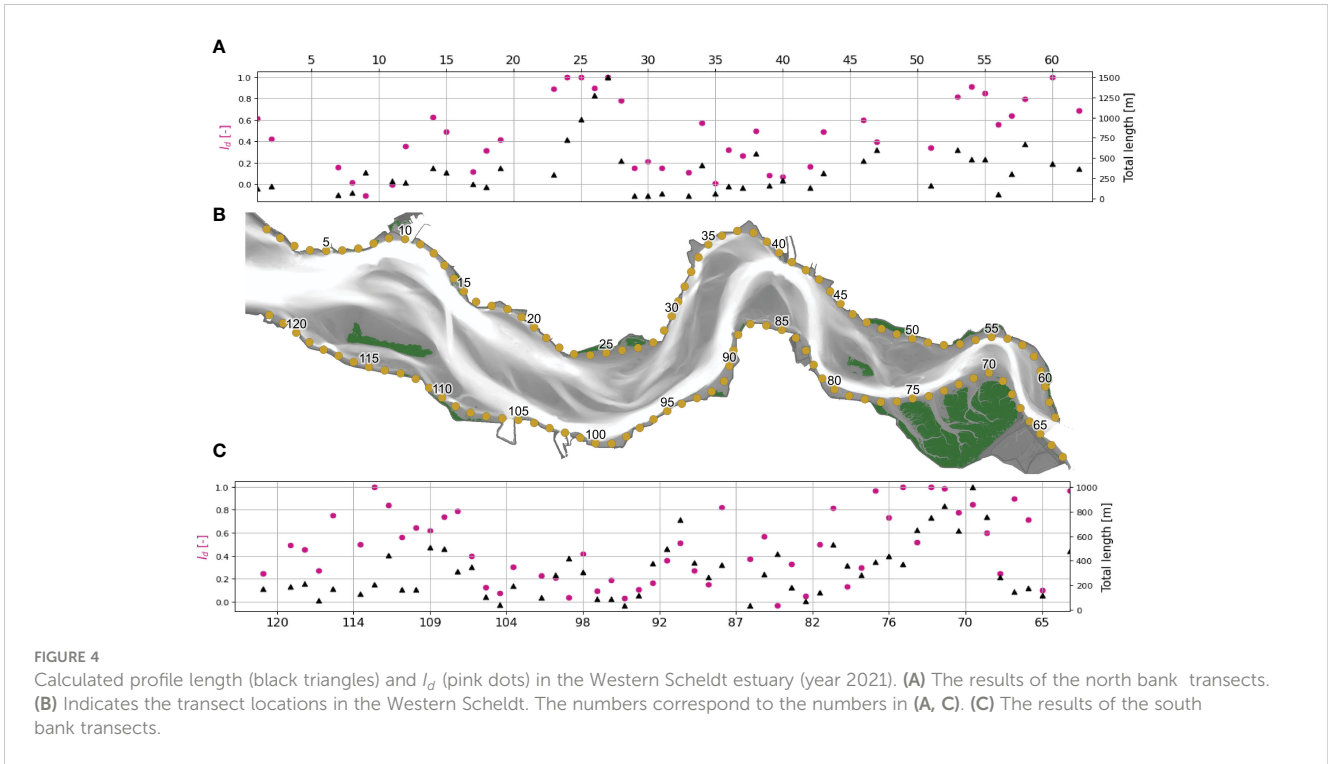 A
5 10 15 20 25 30 35 40 45 50 55 60
1.0 1500
1250
0.8
1000
0.6
750
0.4
500
0.2
250
0.0
0
I_d [-]
Total length [m]
B
5 10 15 20 25 30 35 40 45 50 55 60 65
70 75 80 85 90 95 100 105 110 115 120
C
1.0 1000
0.8 800
0.6 600
0.4 400
0.2 200
0.0 0
I_d [-]
Total length [m]
120 114 109 104 98 92 87 82 76 70 65
FIGURE 4
Calculated profile length (black triangles) and I_d (pink dots) in the Western Scheldt estuary (year 2021). (A) The results of the north bank transects.
(B) Indicates the transect locations in the Western Scheldt. The numbers correspond to the numbers in (A, C). (C) The results of the south
bank transects.